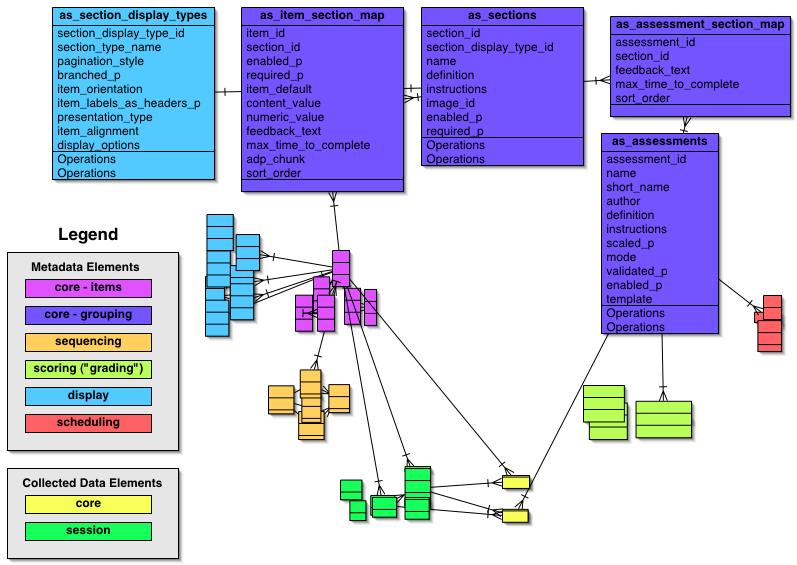 as_section_display_types
section_display_type_id
section_type_name
pagination_style
branched_p
item_orientation
item_labels_as_headers_p
presentation_type
item_alignment
display_options
Operations
Operations
as_item_section_map
item_id
section_id
enabled_p
required_p
item_default
content_value
numeric_value
feedback_text
max_time_to_complete
adp_chunk
sort_order
as_sections
section_id
section_display_type_id
name
definition
instructions
image_id
enabled_p
required_p
Operations
Operations
as_assessment_section_map
assessment_id
section_id
feedback_text
max_time_to_complete
sort_order
as_assessments
assessment_id
name
short_name
author
definition
instructions
scaled_p
mode
validated_p
enabled_p
template
Operations
Operations
Legend
Metadata Elements
core - items
core - grouping
sequencing
scoring ("grading")
display
scheduling
Collected Data Elements
core
session